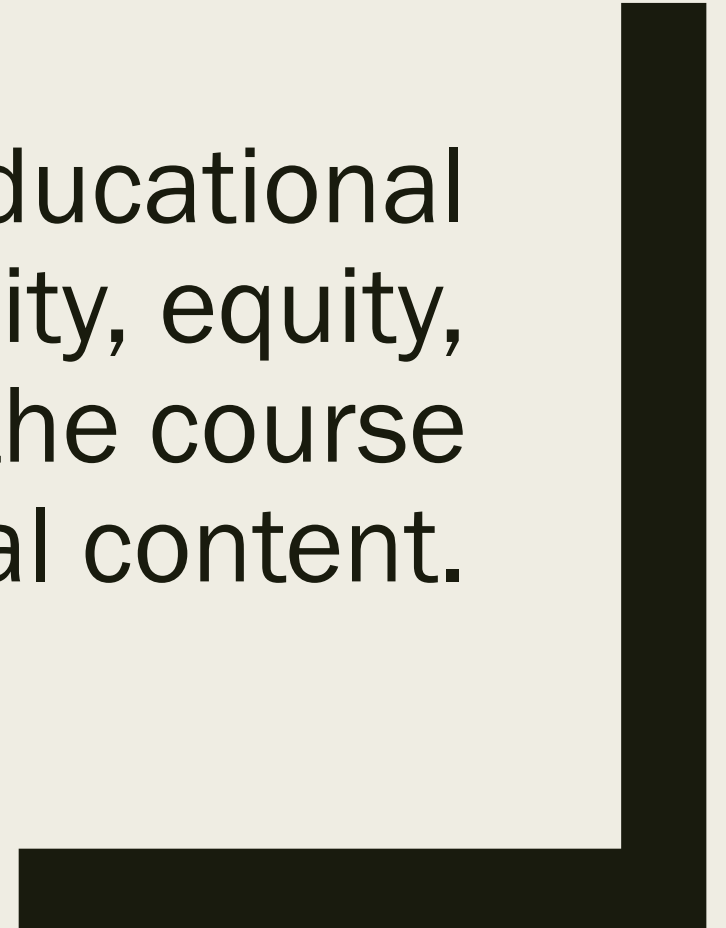 ducational
ity, equity,
he course
al content.